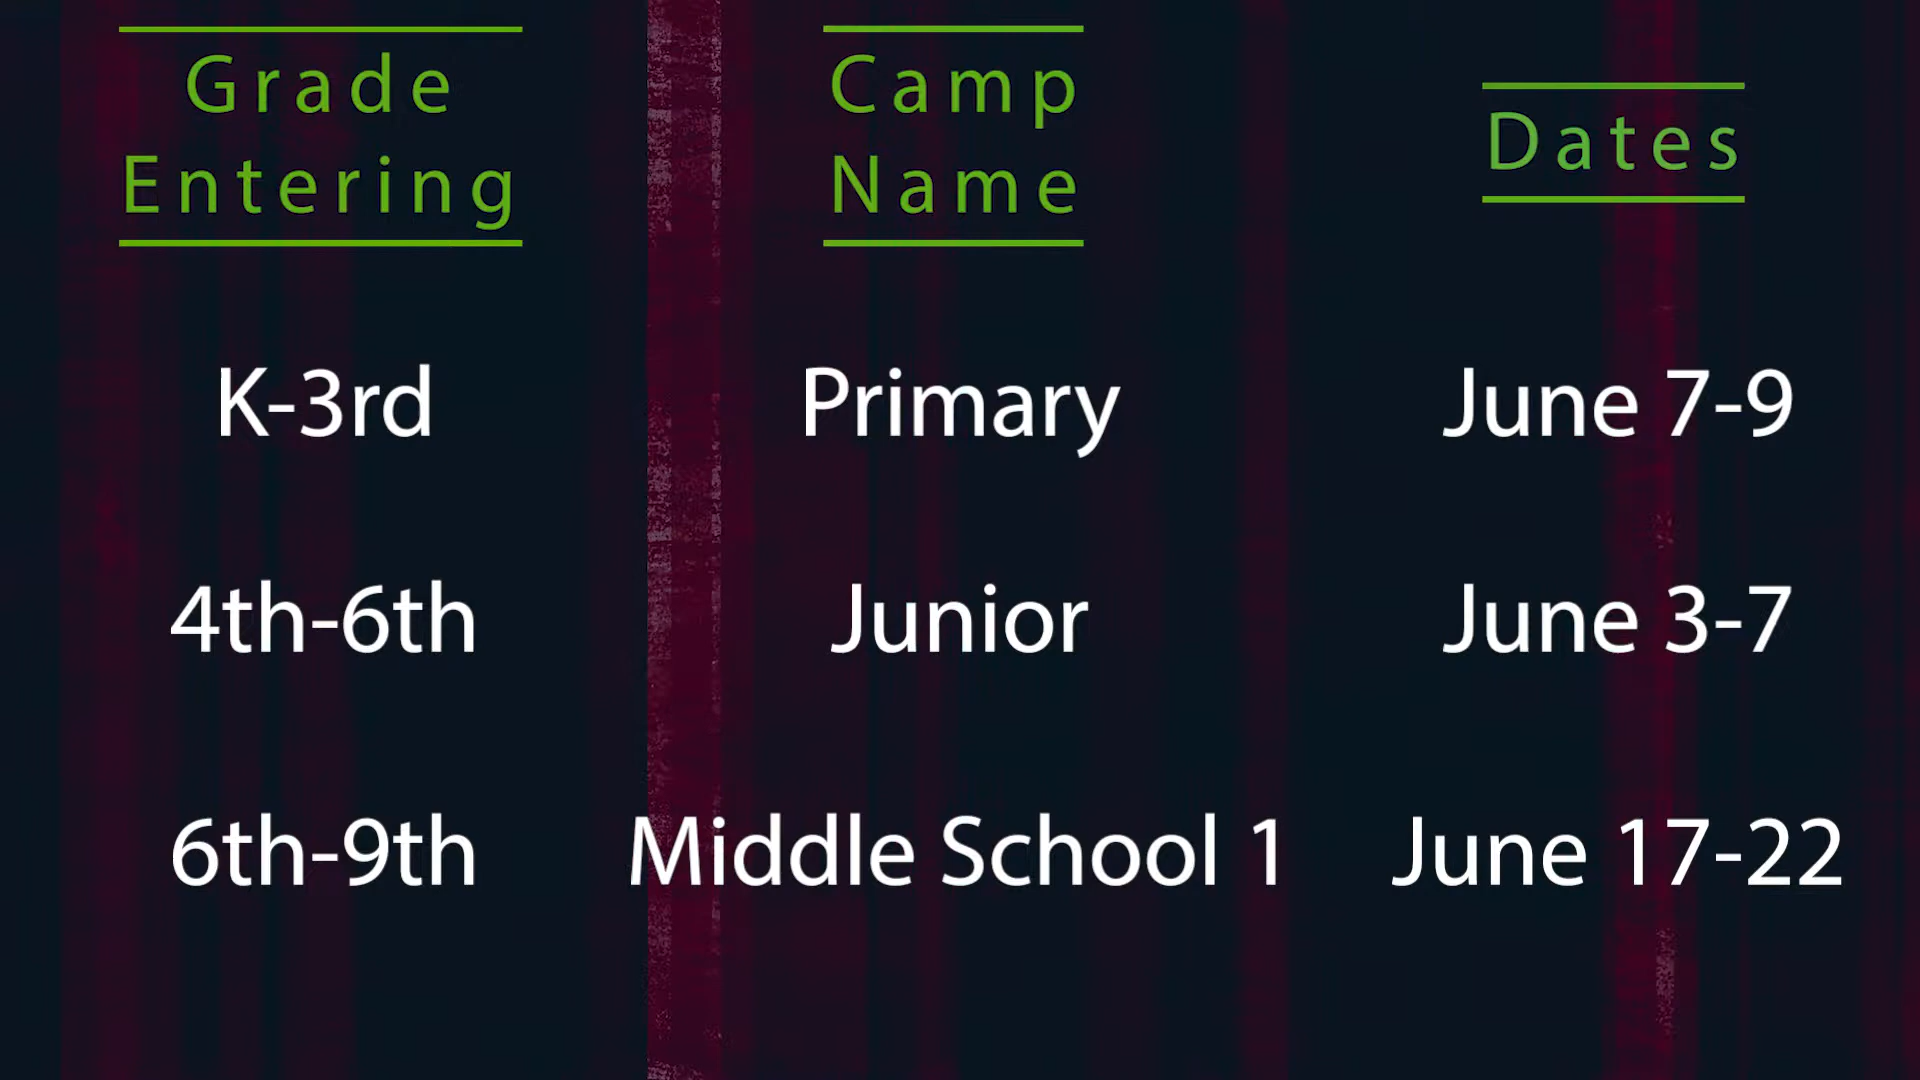 Grade
Entering
Camp
Name
Dates
K-3rd Primary June 7-9
4th-6th Junior June 3-7
6th-9th Middle School 1 June 17-22